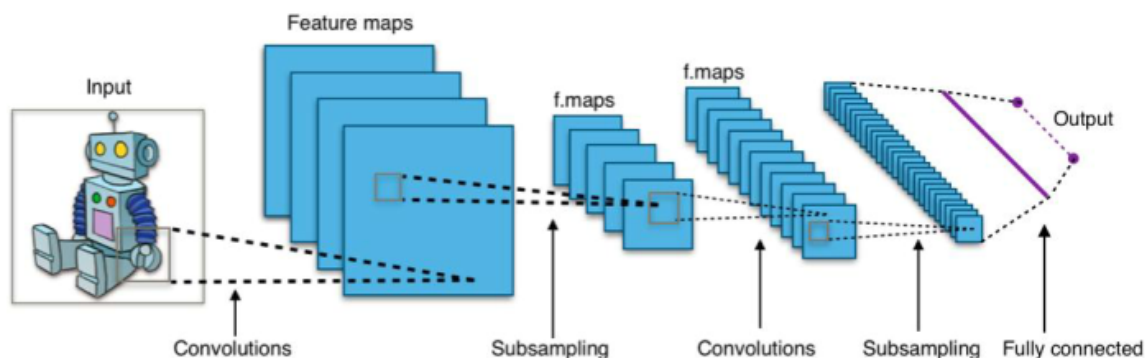 Feature maps
Input
f.maps
f.maps
Output
Convolutions
Subsampling
Convolutions
Subsampling
Fully connected